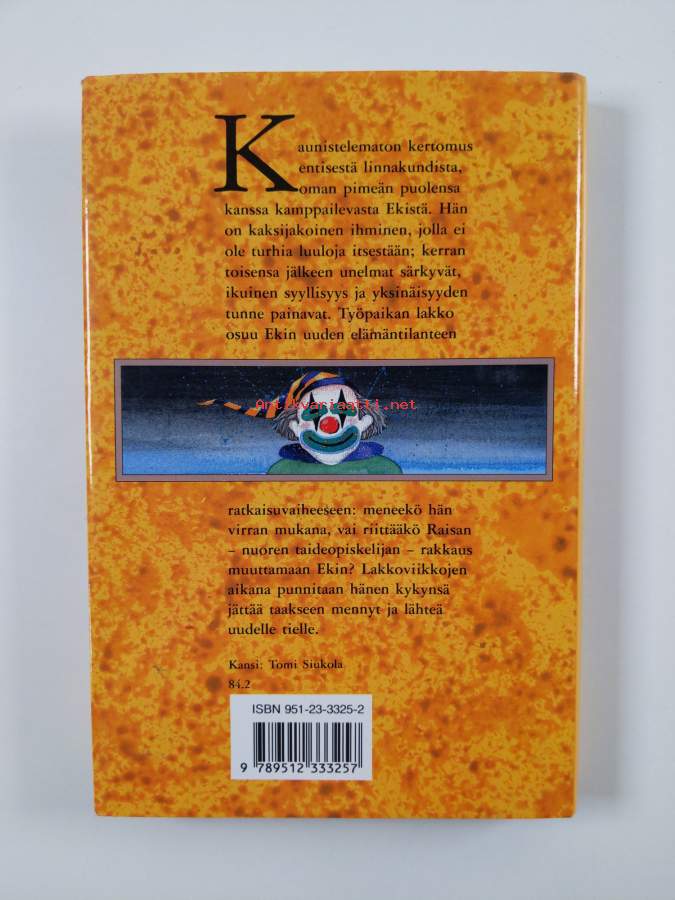 Kaunistelematon kertomus
entisestä linnakundista,
oman pimeän puolensa
kanssa kamppailevasta Ekistä. Hän
on kaksijakoinen ihminen, jolla ei
ole turhia luuloja itsestään; kerran
toisensa jälkeen unelmat särkyvät,
ikuinen syyllisyys ja yksinäisyyden
tunne painavat. Työpaikan lakko
osuu Ekin uuden elämäntilanteen
Antikvariaatti.net
ratkaisuvaiheeseen: meneekö hän
virran mukana, vai riittääkö Raisan
– nuoren taideopiskelijan – rakkaus
muuttamaan Ekin? Lakkoviikkojen
aikana punnitaan hänen kykynsä
jättää taakseen mennyt ja lähteä
uudelle tielle.
Kansi: Tomi Siukola
84.2
ISBN 951-23-3325-2
9 789512 333257